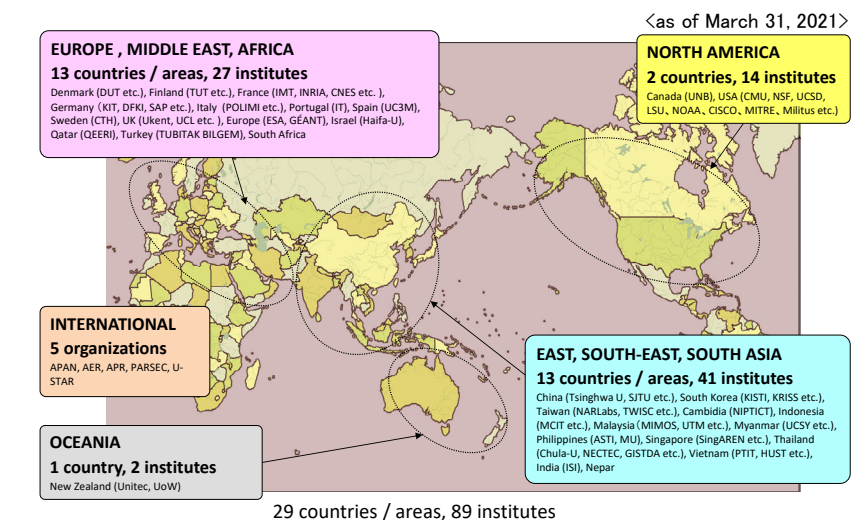 <as of March 31, 2021>
EUROPE , MIDDLE EAST, AFRICA
13 countries / areas, 27 institutes
Denmark (DUT etc.), Finland (TUT etc.), France (IMT, INRIA, CNES etc. ),
Germany (KIT, DFKI, SAP etc.), Italy (POLIMI etc.), Portugal (IT), Spain (UC3M),
Sweden (CTH), UK (Ukent, UCL etc. ), Europe (ESA, GÉANT), Israel (Haifa-U),
Qatar (QEERI), Turkey (TUBITAK BILGEM), South Africa
NORTH AMERICA
2 countries, 14 institutes
Canada (UNB), USA (CMU, NSF, UCSD,
LSU、NOAA、CISCO、MITRE、Militus etc.)
INTERNATIONAL
5 organizations
APAN, AER, APR, PARSEC, U-
STAR
EAST, SOUTH-EAST, SOUTH ASIA
13 countries / areas, 41 institutes
China (Tsinghwa U, SJTU etc.), South Korea (KISTI, KRISS etc.),
Taiwan (NARLabs, TWISC etc.), Cambidia (NIPTICT), Indonesia
(MCIT etc.), Malaysia（MIMOS, UTM etc.), Myanmar (UCSY etc.),
Philippines (ASTI, MU), Singapore (SingAREN etc.), Thailand
(Chula-U, NECTEC, GISTDA etc.), Vietnam (PTIT, HUST etc.),
India (ISI), Nepar
OCEANIA
1 country, 2 institutes
New Zealand (Unitec, UoW)
29 countries / areas, 89 institutes